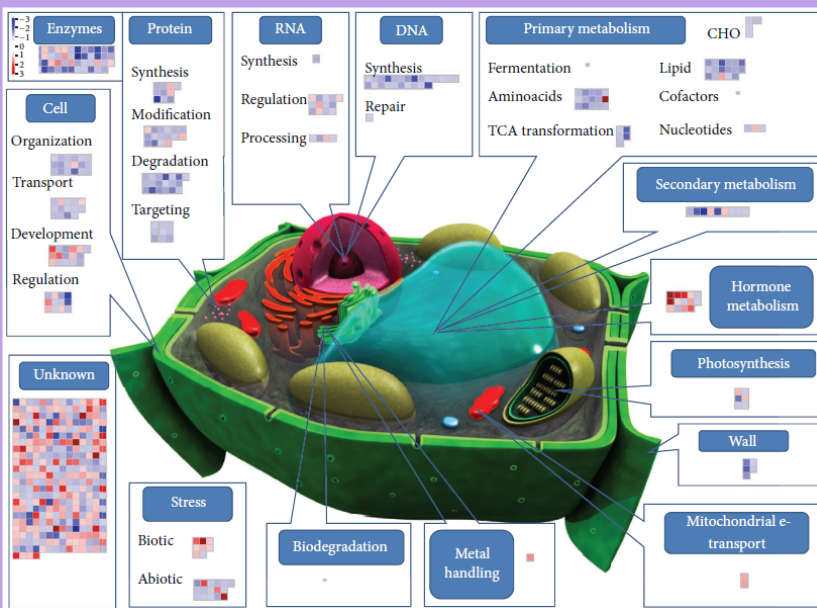 −3
−2
−1
0
1
2
3
Enzymes
Protein
Synthesis
Modification
Degradation
Targeting
RNA
Synthesis
Regulation
Processing
DNA
Synthesis
Repair
Primary metabolism
CHO
Fermentation
Lipid
Aminoacids
Cofactors
TCA transformation
Nucleotides
Cell
Organization
Transport
Development
Regulation
Secondary metabolism
Hormone
metabolism
Photosynthesis
Wall
Mitochondrial e-
transport
Unknown
Stress
Biotic
Abiotic
Biodegradation
Metal
handling